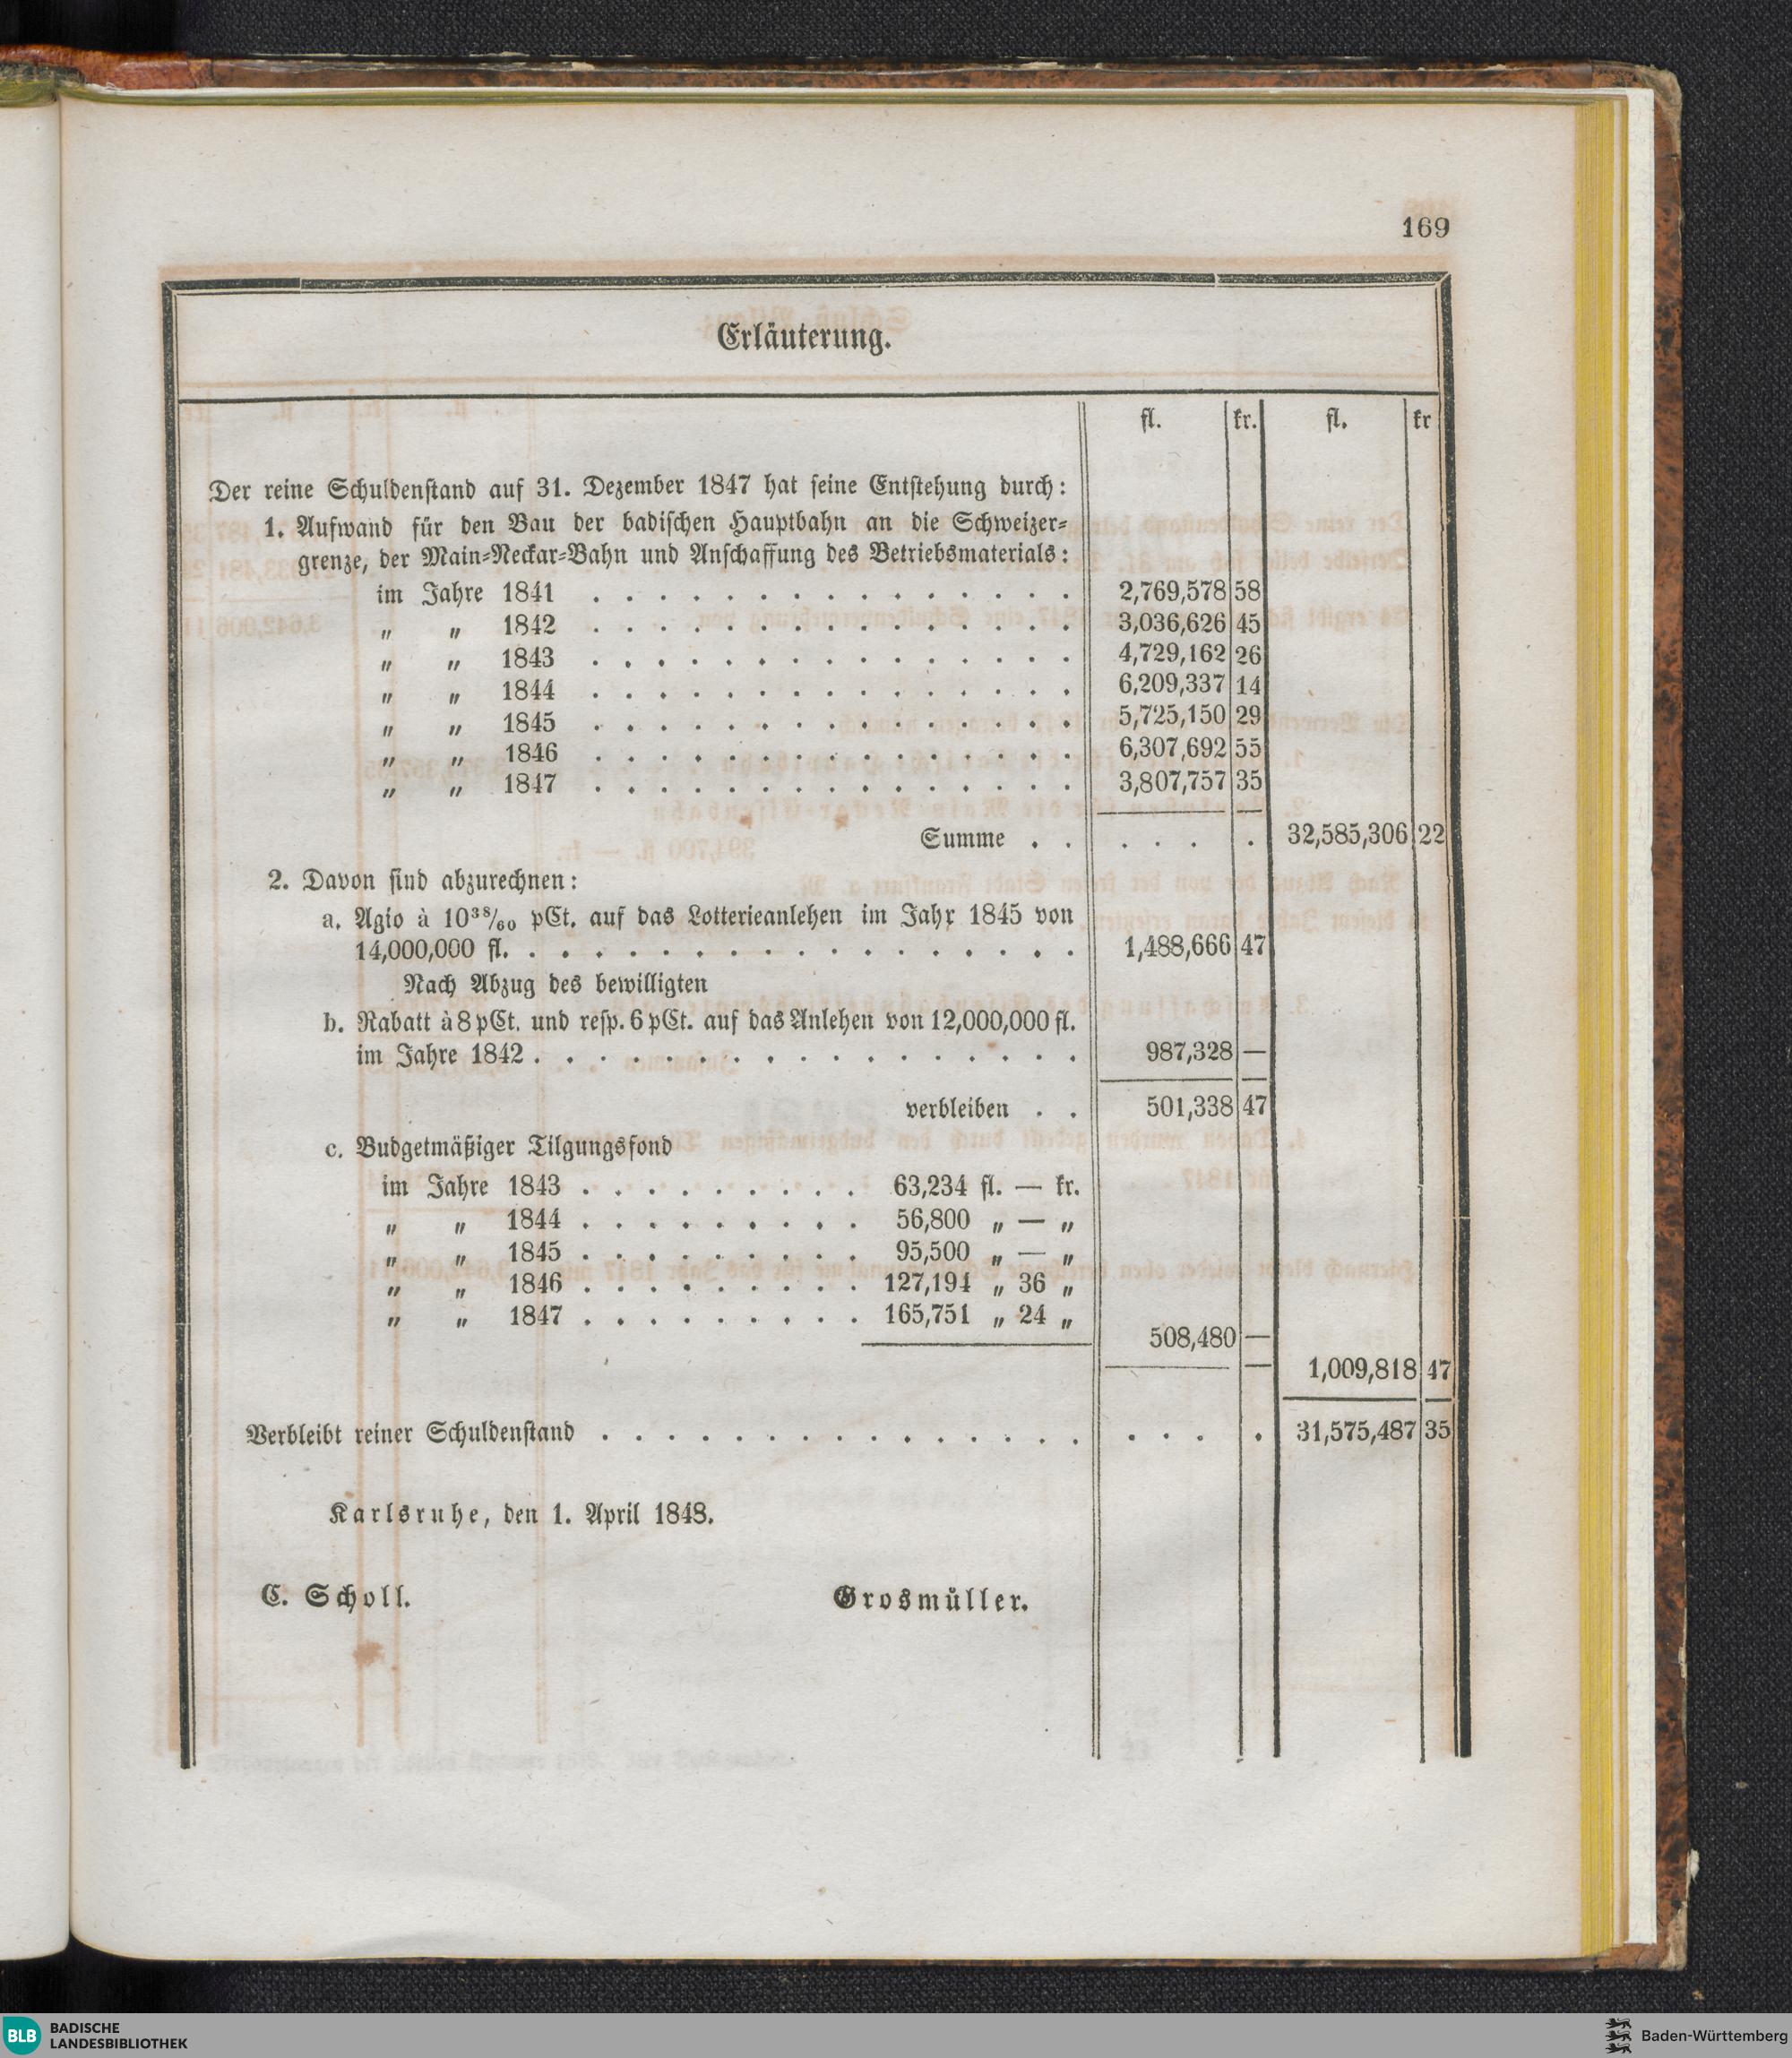 169
Erläuterung.
fl. kr. fl. kr
Der reine Schuldenstand auf 31. Dezember 1847 hat seine Entstehung durch:
1. Aufwand für den Bau der badischen Hauptbahn an die Schweizer-
grenze, der Main-Neckar-Bahn und Anschaffung des Betriebsmaterials:
im Jahre 1841 . . . . . . . . . . . . . . . 2,769,578 58
„ „ 1842 . . . . . . . . . . . . . . . 3,036,626 45
„ „ 1843 . . . . . . . . . . . . . . . 4,729,162 26
„ „ 1844 . . . . . . . . . . . . . . . 6,209,337 14
„ „ 1845 . . . . . . . . . . . . . . . 5,725,150 29
„ „ 1846 . . . . . . . . . . . . . . . 6,307,692 55
„ „ 1847 . . . . . . . . . . . . . . . 3,807,757 35
Summe . . . . . . 32,585,306 22
2. Davon sind abzurechnen:
a. Agio à 10³⁸/₆₀ pCt. auf das Lotterieanlehen im Jahr 1845 von
14,000,000 fl. . . . . . . . . . . . . . . . . . 1,488,666 47
Nach Abzug des bewilligten
b. Rabatt à 8 pCt. und resp. 6 pCt. auf das Anlehen von 12,000,000 fl.
im Jahre 1842 . . . . . . . . . . . . . . . . . 987,328 —
verbleiben . . 501,338 47
c. Budgetmäßiger Tilgungsfond
im Jahre 1843 . . . . . . . . . 63,234 fl. — kr.
„ „ 1844 . . . . . . . . . 56,800 „ — „
„ „ 1845 . . . . . . . . . 95,500 „ — „
„ „ 1846 . . . . . . . . . 127,194 „ 36 „
„ „ 1847 . . . . . . . . . 165,751 „ 24 „
508,480 —
1,009,818 47
Verbleibt reiner Schuldenstand . . . . . . . . . . . . . . . . . . . 31,575,487 35
Karlsruhe, den 1. April 1848.
C. Scholl. Grosmüller.
BLB BADISCHE
LANDESBIBLIOTHEK
Baden-Württemberg